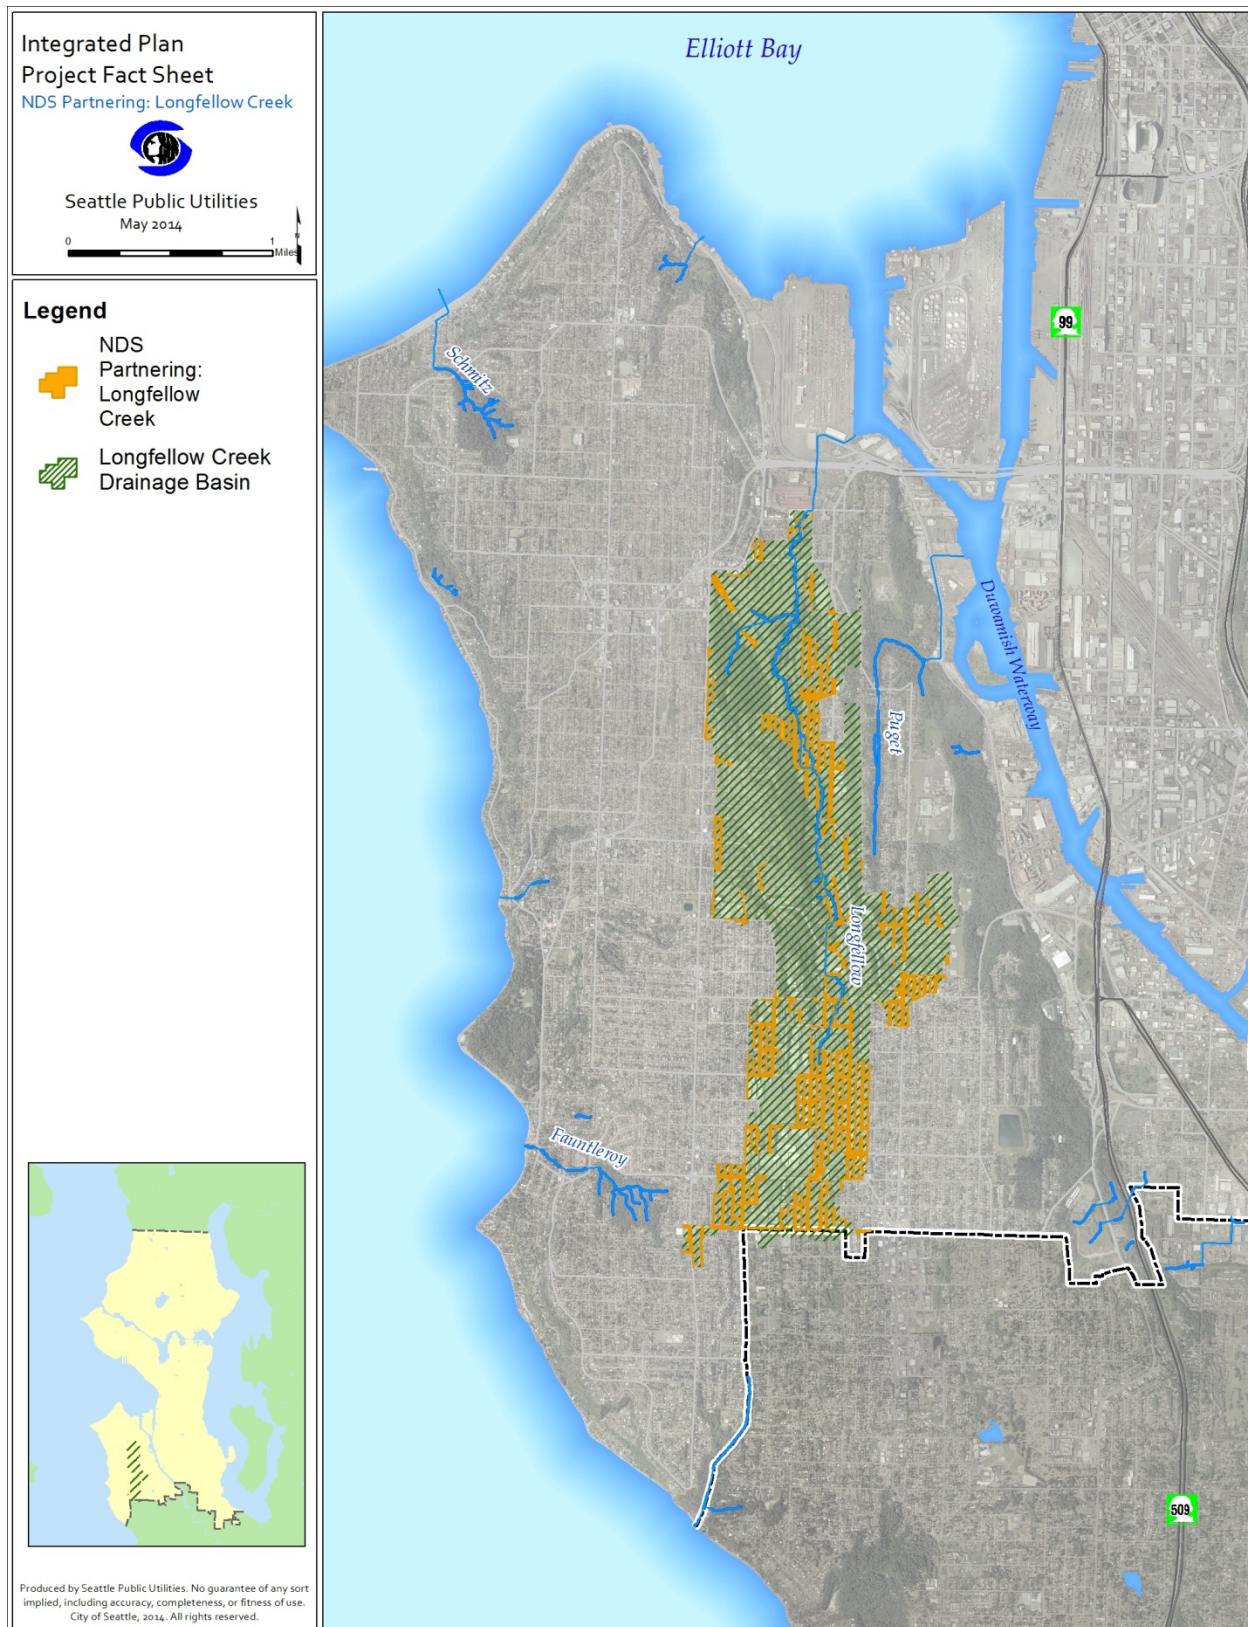 Integrated Plan
Project Fact Sheet
NDS Partnering: Longfellow Creek
Seattle Public Utilities
May 2014
0 1
Miles
N
Legend
NDS
Partnering:
Longfellow
Creek
Longfellow Creek
Drainage Basin
Produced by Seattle Public Utilities. No guarantee of any sort
implied, including accuracy, completeness, or fitness of use.
City of Seattle, 2014. All rights reserved.
Elliott Bay
99
Schmitz
Duwamish Waterway
Puget
Longfellow
Fauntleroy
509